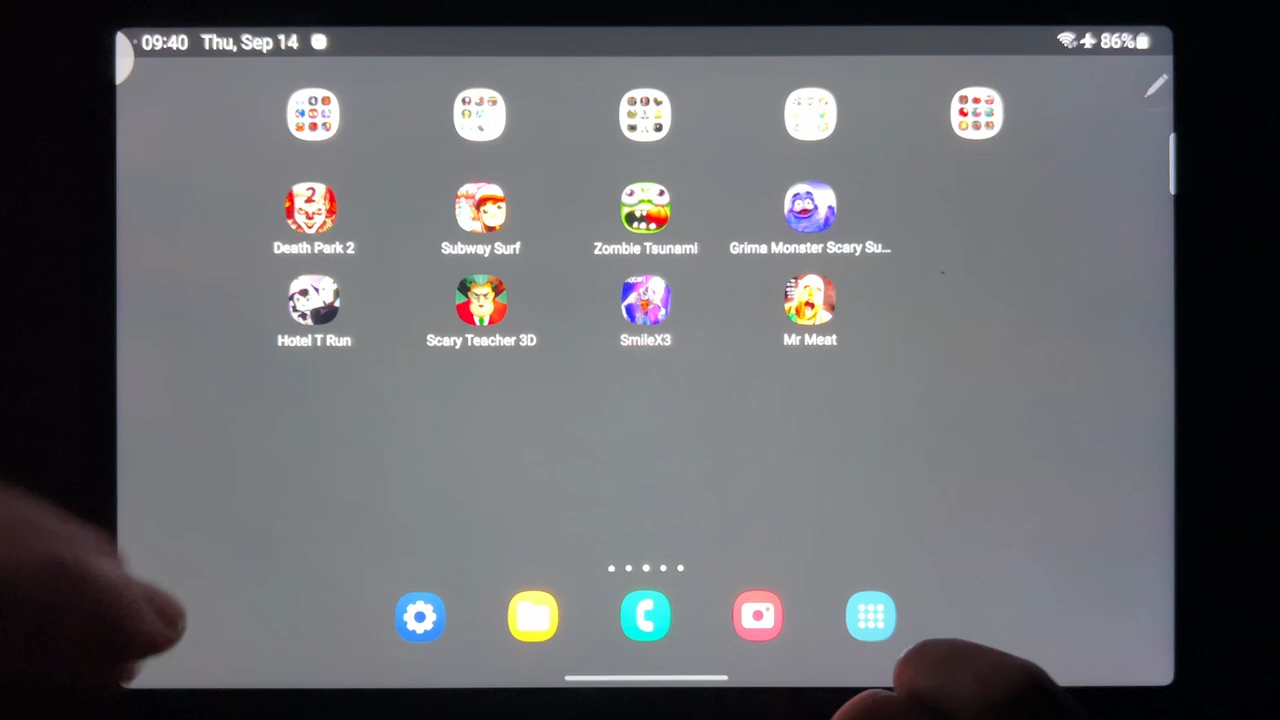 09:40 Thu, Sep 14 86%
Death Park 2 Subway Surf Zombie Tsunami Grima Monster Scary Su...
Hotel T Run Scary Teacher 3D SmileX3 Mr Meat